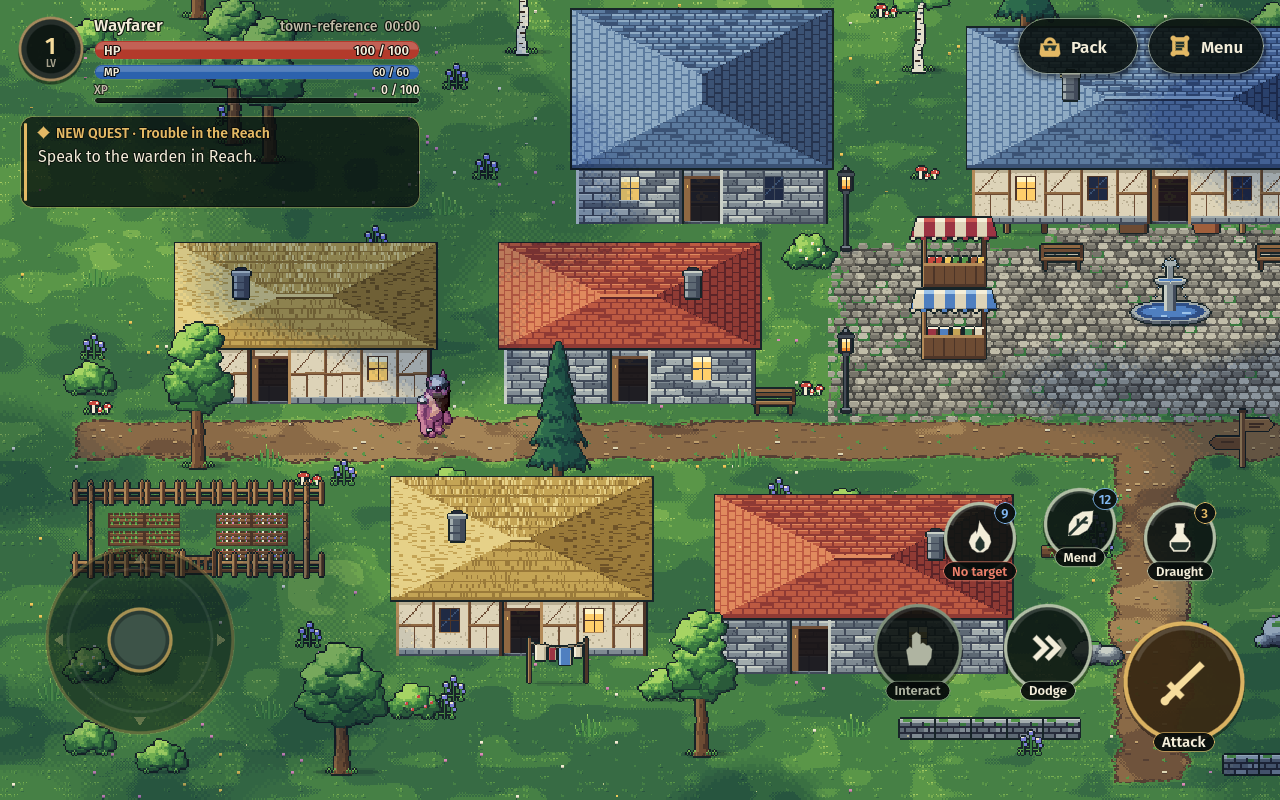 Wayfarer
town-reference 00:00
1
LV
HP
100 / 100
MP
60 / 60
XP
0 / 100
Pack
Menu
NEW QUEST · Trouble in the Reach
Speak to the warden in Reach.
9
No target
12
Mend
3
Draught
Interact
Dodge
Attack